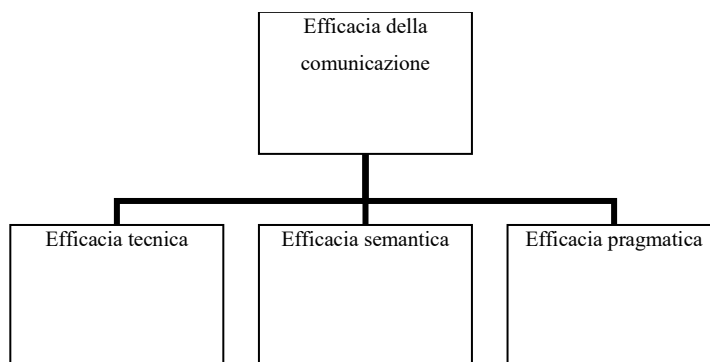 Efficacia della
comunicazione
Efficacia tecnica
Efficacia semantica
Efficacia pragmatica